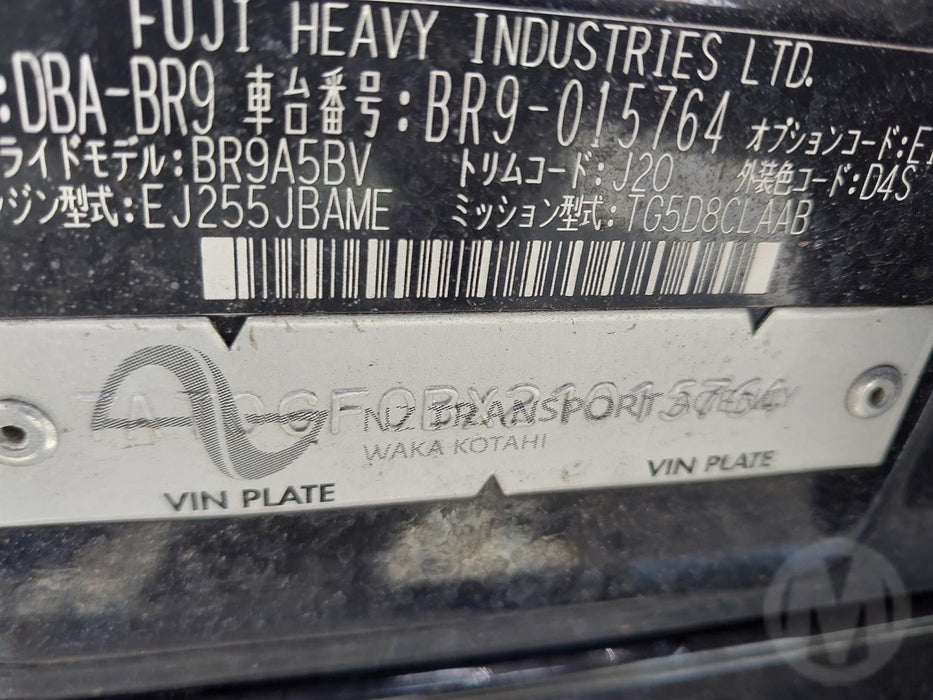 FUJI HEAVY INDUSTRIES LTD.
:DBA-BR9 車台番号:BR9-015764 オプションコード:E
ライドモデル:BR9A5BV トリムコード:J20 外装色コード:D4S
ンジン型式:EJ255JBAME ミッション型式:TG5D8CLAAB
NZ TRANSPORT AGENCY
WAKA KOTAHI
VIN PLATE VIN PLATE
M